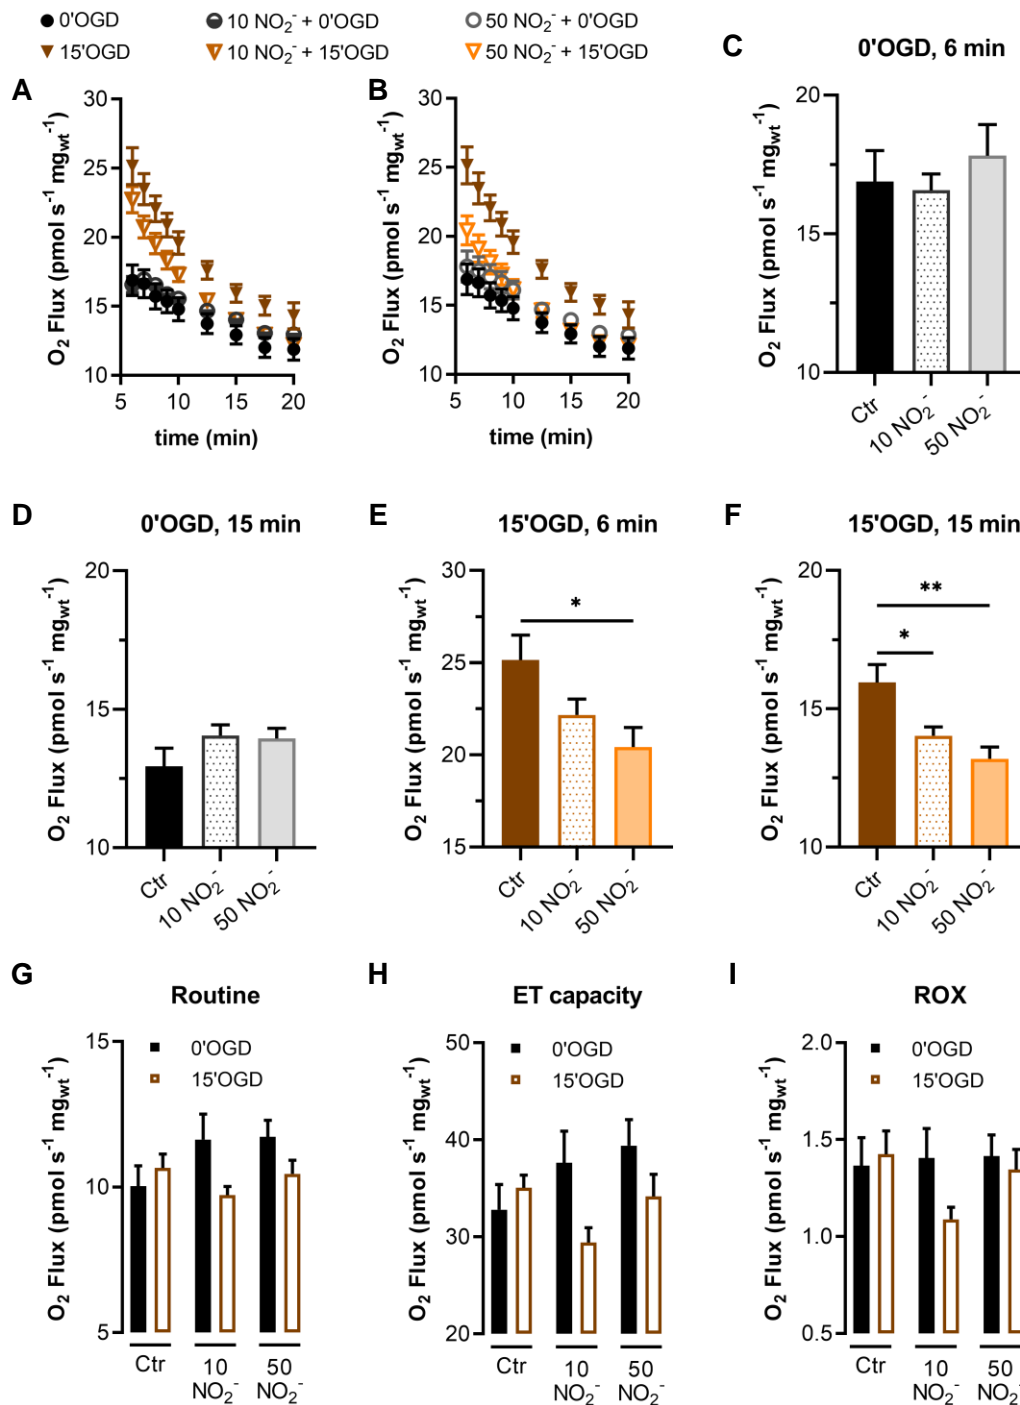 0'OGD
10 NO₂⁻ + 0'OGD
50 NO₂⁻ + 0'OGD
15'OGD
10 NO₂⁻ + 15'OGD
50 NO₂⁻ + 15'OGD
A
O₂ Flux (pmol s⁻¹ mg_wt⁻¹)
30
25
20
15
10
5 10 15 20
time (min)
B
O₂ Flux (pmol s⁻¹ mg_wt⁻¹)
30
25
20
15
10
5 10 15 20
time (min)
C
0'OGD, 6 min
O₂ Flux (pmol s⁻¹ mg_wt⁻¹)
20
15
10
Ctr
10 NO₂⁻
50 NO₂⁻
D
0'OGD, 15 min
O₂ Flux (pmol s⁻¹ mg_wt⁻¹)
20
15
10
Ctr
10 NO₂⁻
50 NO₂⁻
E
15'OGD, 6 min
O₂ Flux (pmol s⁻¹ mg_wt⁻¹)
30
25
20
15
*
Ctr
10 NO₂⁻
50 NO₂⁻
F
15'OGD, 15 min
O₂ Flux (pmol s⁻¹ mg_wt⁻¹)
20
15
10
**
*
Ctr
10 NO₂⁻
50 NO₂⁻
G
Routine
O₂ Flux (pmol s⁻¹ mg_wt⁻¹)
15
10
5
0'OGD
15'OGD
Ctr 10 50
NO₂⁻ NO₂⁻
H
ET capacity
O₂ Flux (pmol s⁻¹ mg_wt⁻¹)
50
40
30
20
0'OGD
15'OGD
Ctr 10 50
NO₂⁻ NO₂⁻
I
ROX
O₂ Flux (pmol s⁻¹ mg_wt⁻¹)
2.0
1.5
1.0
0.5
0'OGD
15'OGD
Ctr 10 50
NO₂⁻ NO₂⁻